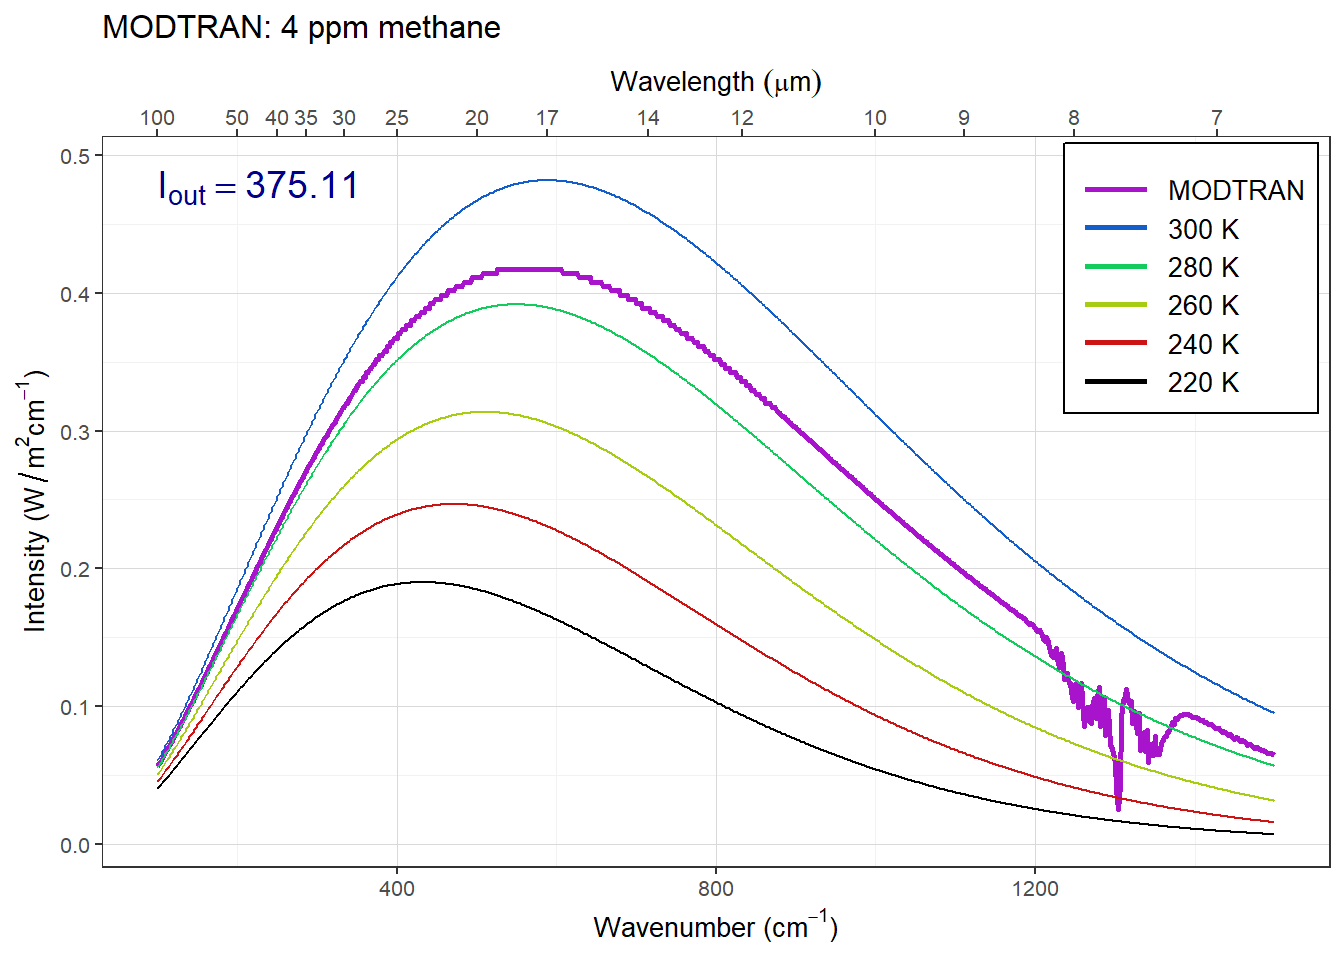 MODTRAN: 4 ppm methane
Wavelength (μm)
100 50 40 35 30 25 20 17 14 12 10 9 8 7
Iout = 375.11
MODTRAN
300 K
280 K
260 K
240 K
220 K
0.5
0.4
0.3
0.2
0.1
0.0
Intensity (W / m²cm⁻¹)
400 800 1200
Wavenumber (cm⁻¹)